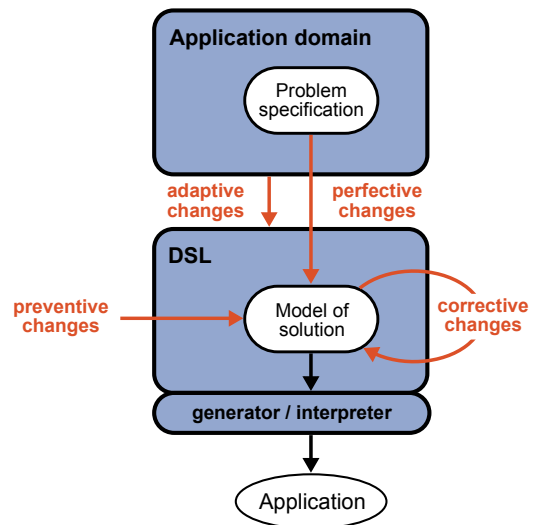 Application domain
Problem
specification
adaptive
changes
perfective
changes
DSL
preventive
changes
Model of
solution
corrective
changes
generator / interpreter
Application